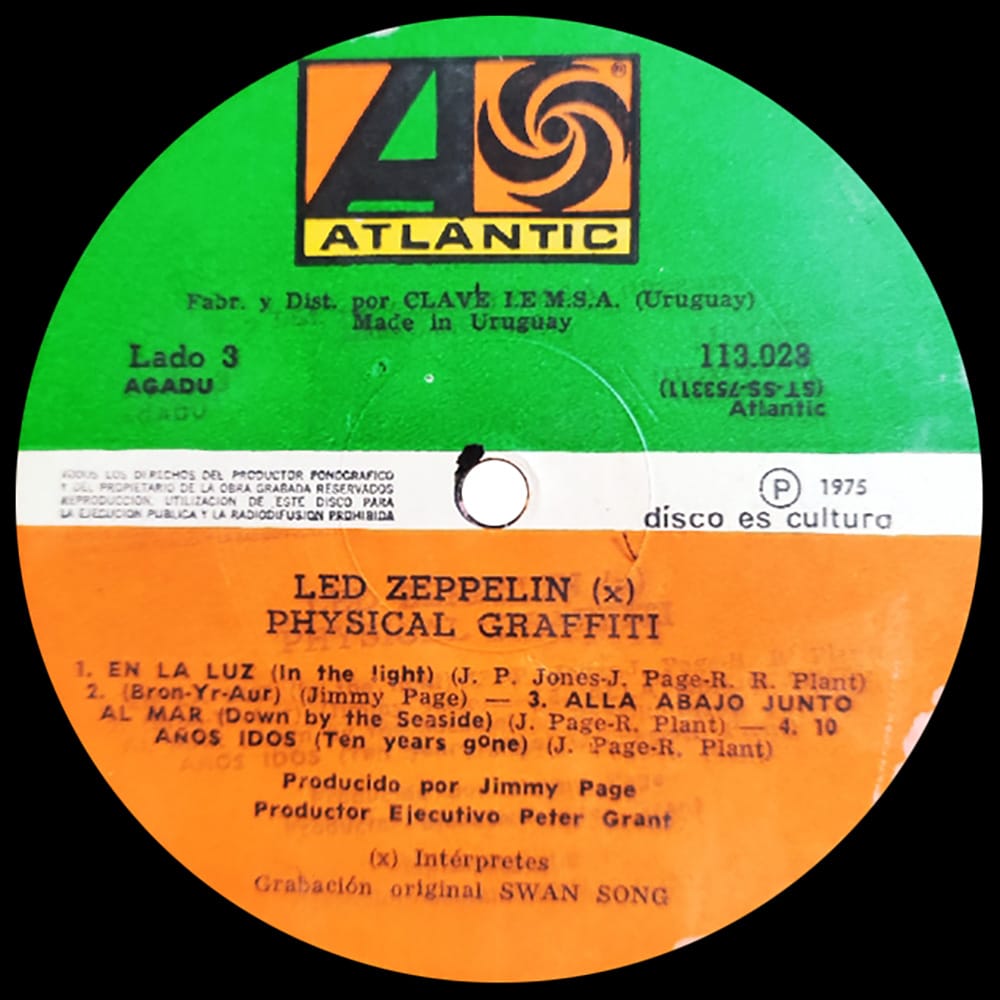 A
®
ATLANTIC
Fabr. y Dist. por CLAVE I.E M.S.A. (Uruguay)
Made in Uruguay
Lado 3
AGADU
113.028
(ST-SS-753311)
Atlantic
TODOS LOS DERECHOS DEL PRODUCTOR FONOGRAFICO
Y DEL PROPIETARIO DE LA OBRA GRABADA RESERVADOS
REPRODUCCION, UTILIZACION DE ESTE DISCO PARA
LA EJECUCION PUBLICA Y LA RADIODIFUSION PROHIBIDA
Ⓟ 1975
disco es cultura
LED ZEPPELIN (x)
PHYSICAL GRAFFITI
1. EN LA LUZ (In the light) (J. P. Jones-J. Page-R. R. Plant)
2. (Bron-Yr-Aur) (Jimmy Page) — 3. ALLA ABAJO JUNTO
AL MAR (Down by the Seaside) (J. Page-R. Plant) — 4. 10
AÑOS IDOS (Ten years gone) (J. Page-R. Plant)
Producido por Jimmy Page
Productor Ejecutivo Peter Grant
(x) Intérpretes
Grabación original SWAN SONG